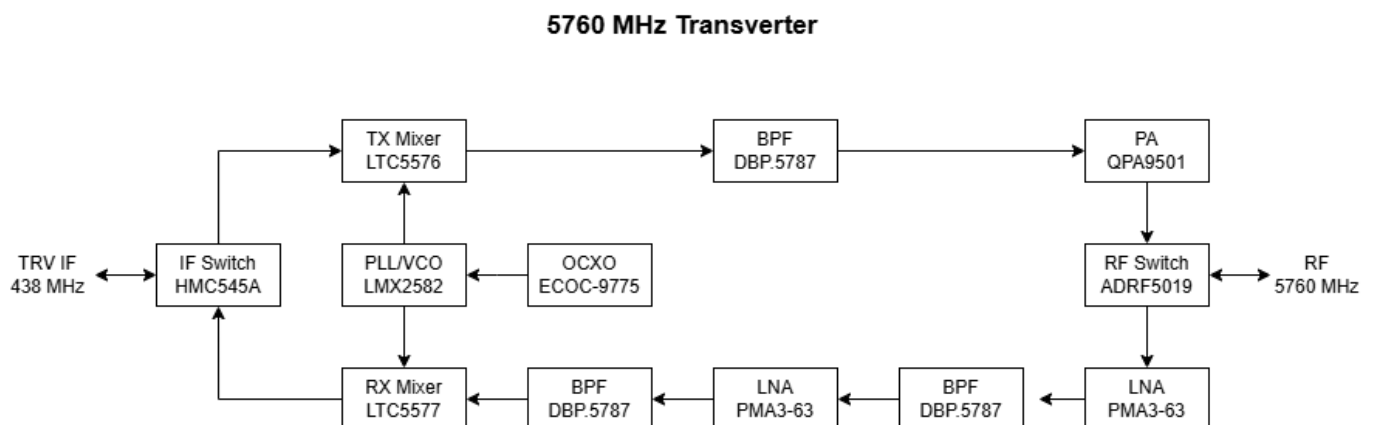 5760 MHz Transverter
TX Mixer
LTC5576
BPF
DBP.5787
PA
QPA9501
TRV IF
438 MHz
IF Switch
HMC545A
PLL/VCO
LMX2582
OCXO
ECOC-9775
RF Switch
ADRF5019
RF
5760 MHz
RX Mixer
LTC5577
BPF
DBP.5787
LNA
PMA3-63
BPF
DBP.5787
LNA
PMA3-63